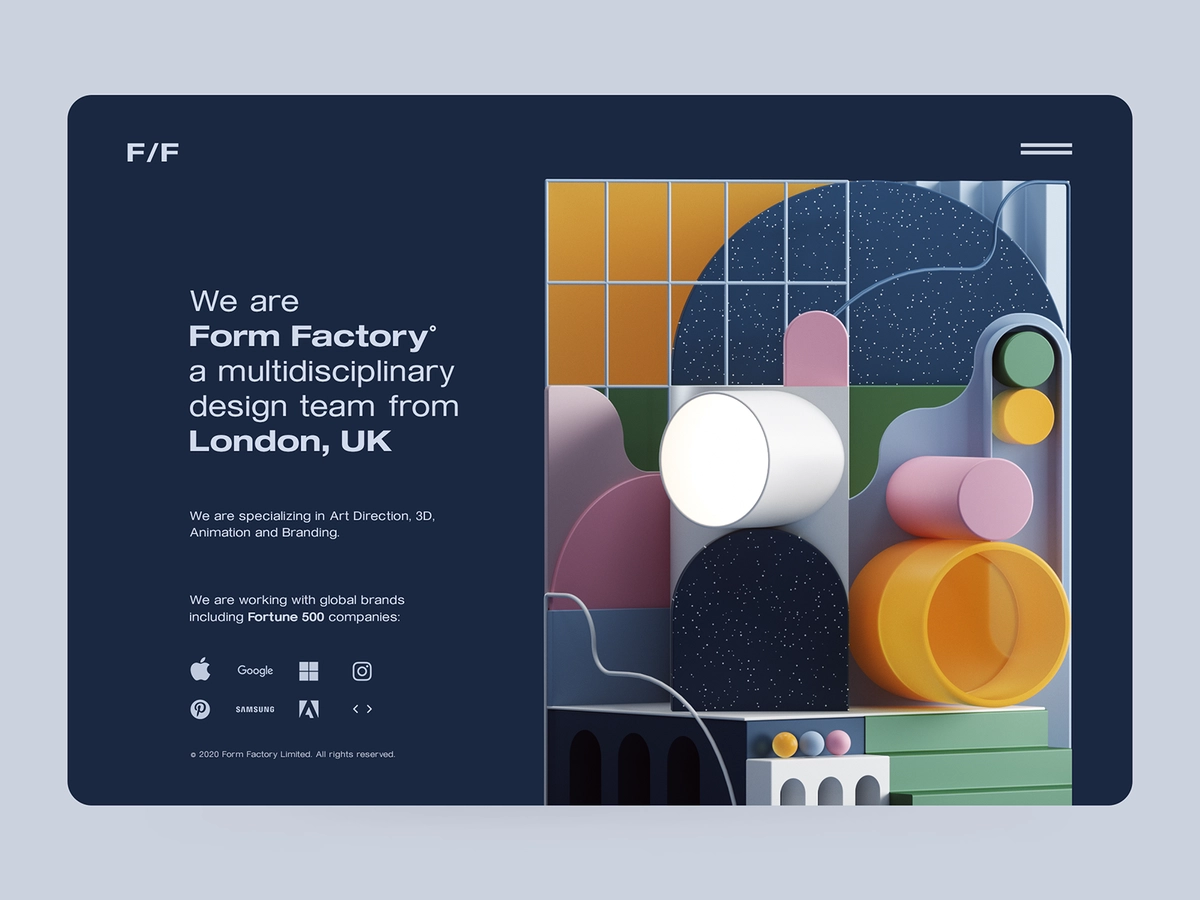 F/F
We are
Form Factory°
a multidisciplinary
design team from
London, UK
We are specializing in Art Direction, 3D,
Animation and Branding.
We are working with global brands
including Fortune 500 companies:
Google
SAMSUNG
© 2020 Form Factory Limited. All rights reserved.